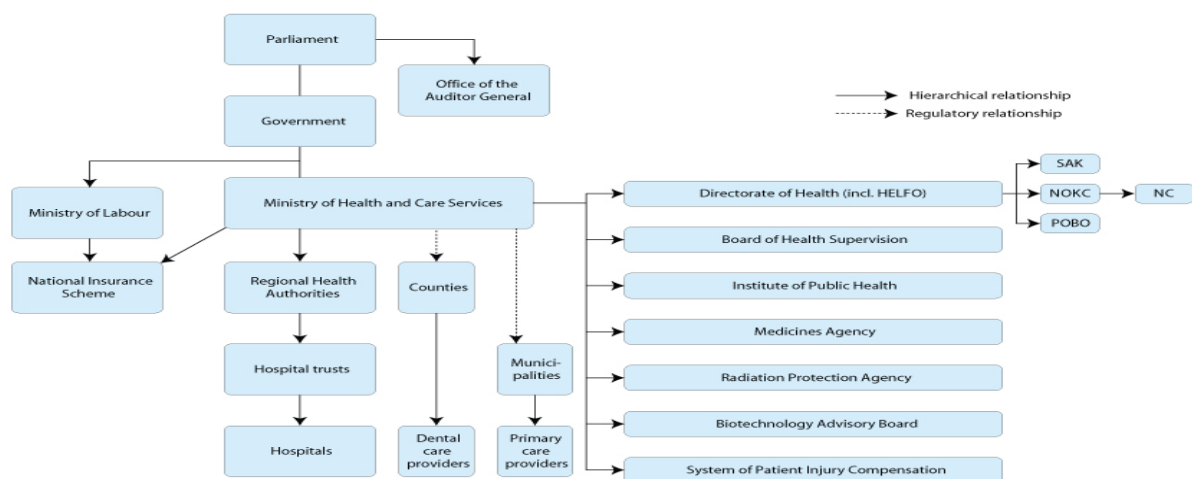 Parliament
Office of the
Auditor General
Hierarchical relationship
Regulatory relationship
Government
Ministry of Labour
Ministry of Health and Care Services
Directorate of Health (incl. HELFO)
SAK
NOKC
NC
POBO
Board of Health Supervision
National Insurance
Scheme
Regional Health
Authorities
Counties
Institute of Public Health
Medicines Agency
Hospital trusts
Munici-
palities
Radiation Protection Agency
Biotechnology Advisory Board
Hospitals
Dental
care
providers
Primary
care
providers
System of Patient Injury Compensation